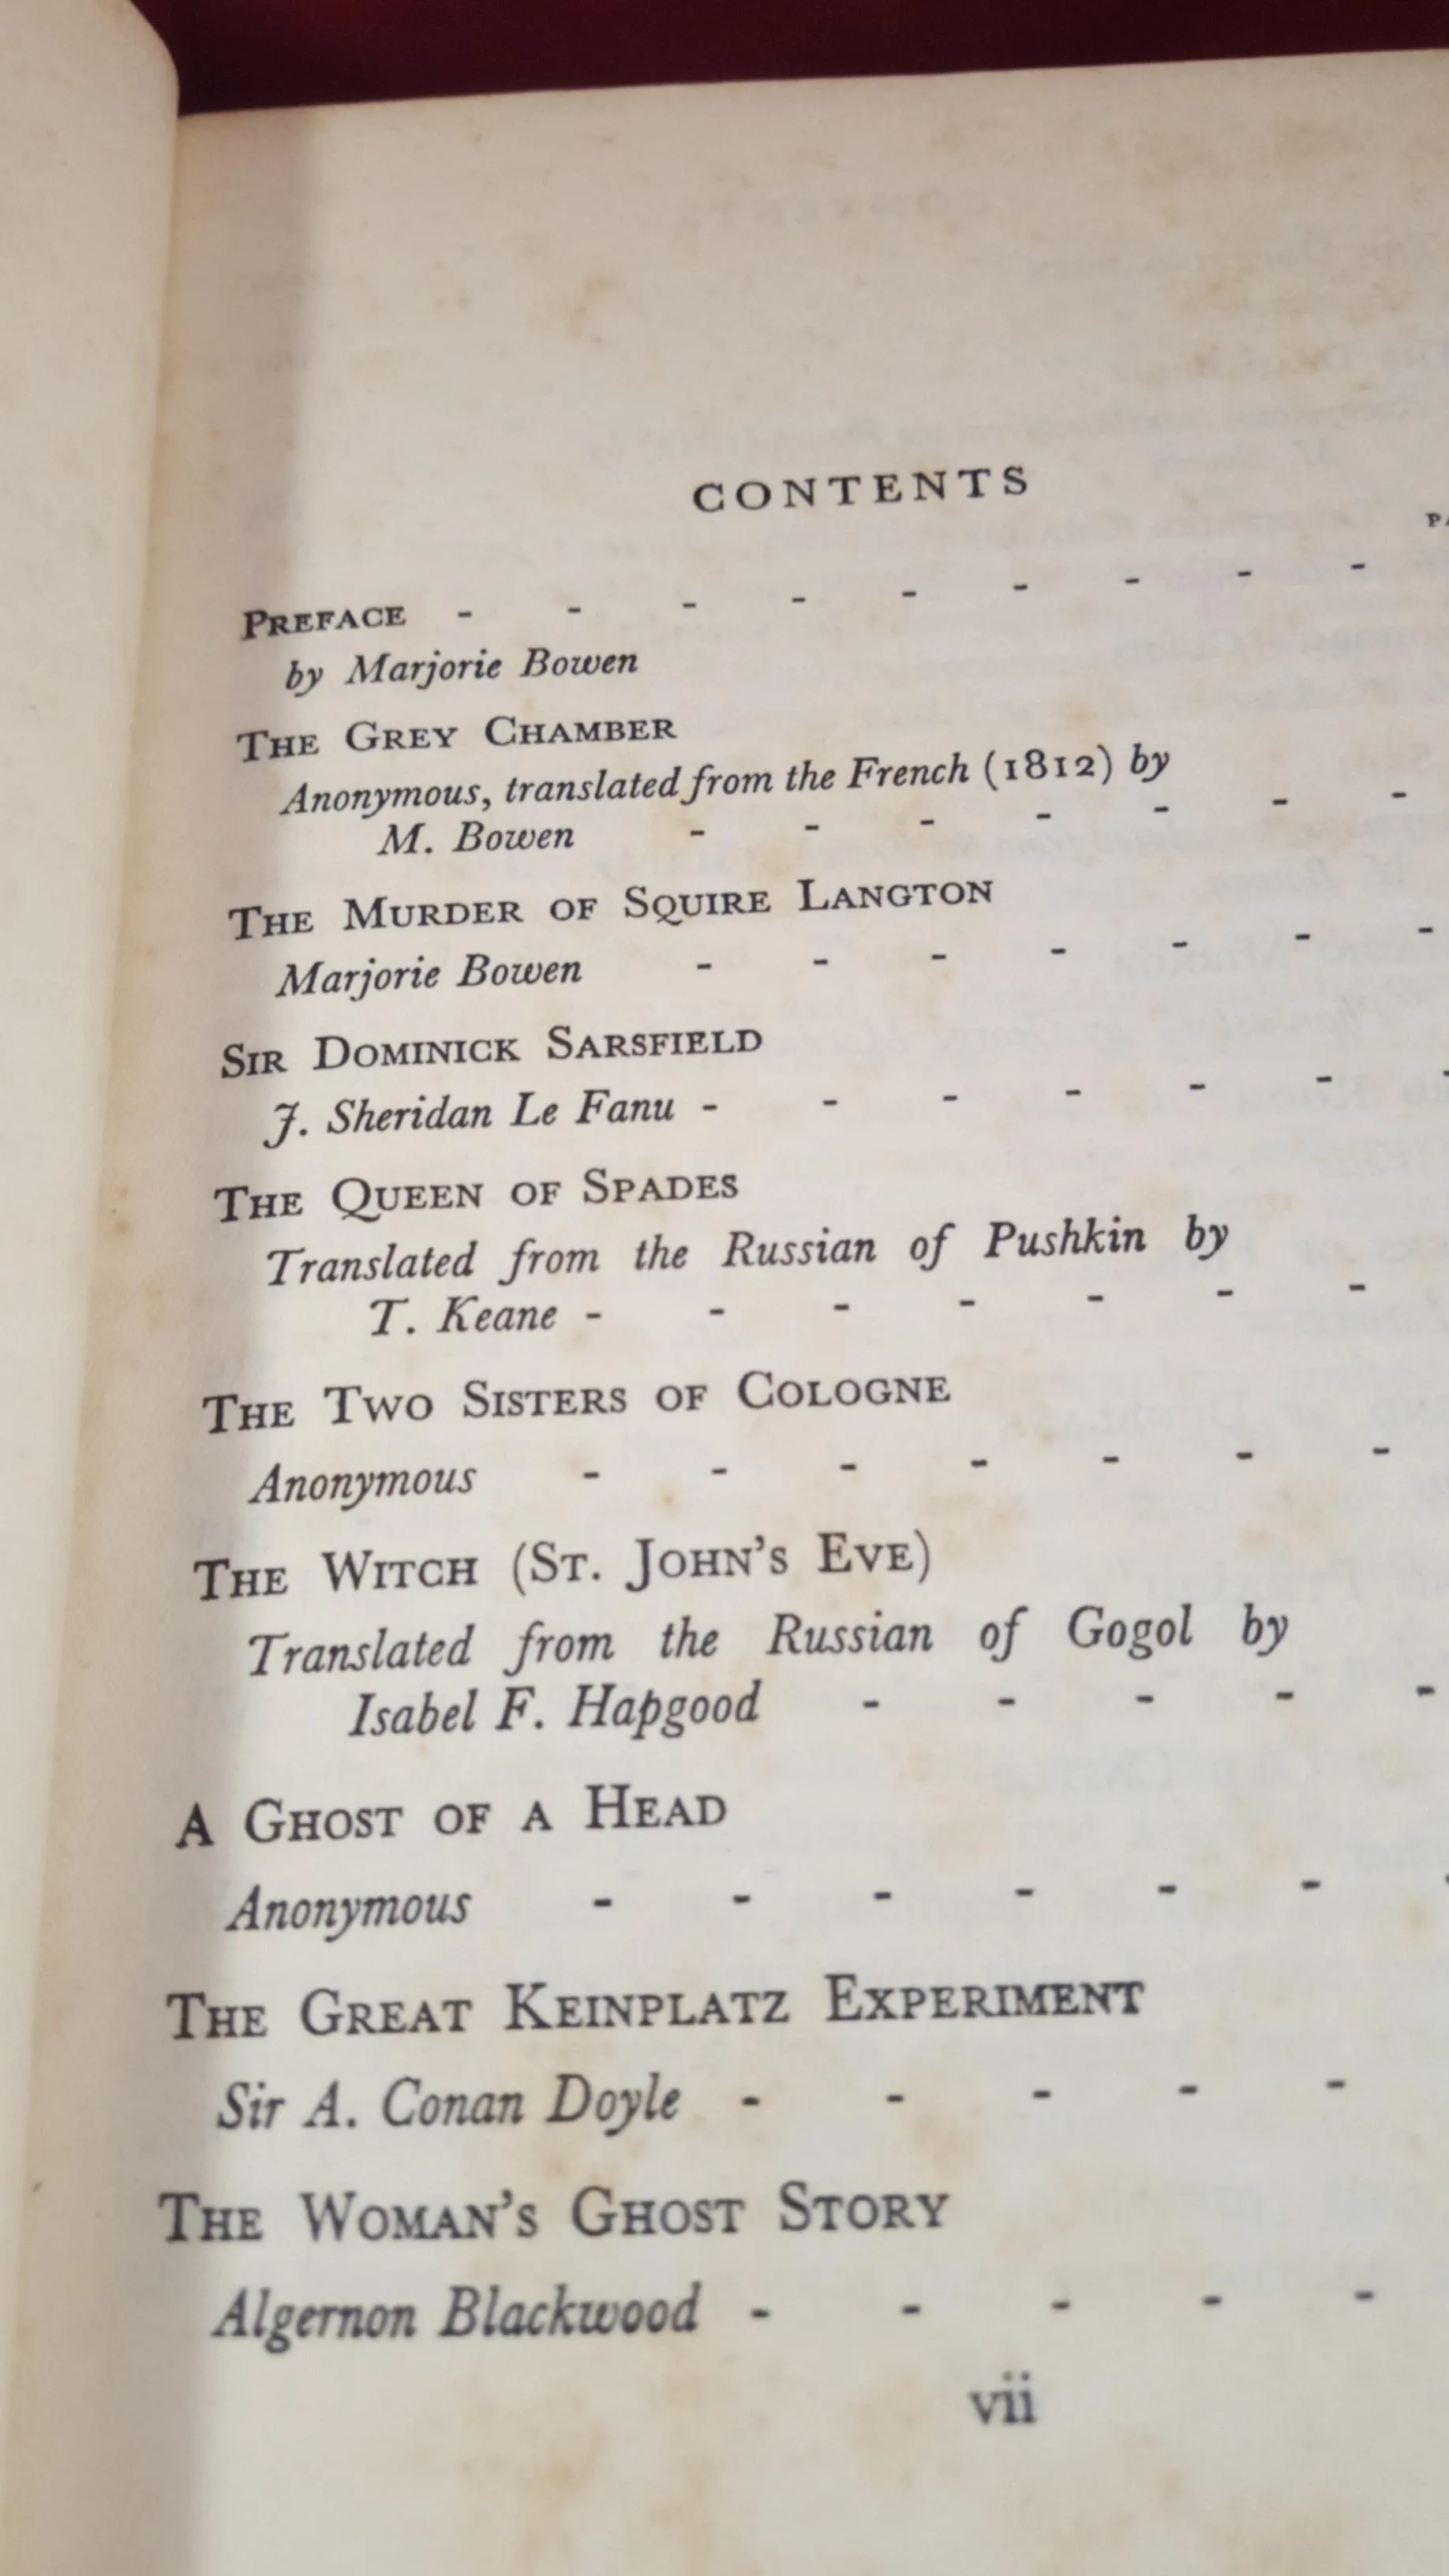 CONTENTS
PREFACE - - - - - - - - -
by Marjorie Bowen
THE GREY CHAMBER
Anonymous, translated from the French (1812) by
M. Bowen - - - - - - -
THE MURDER OF SQUIRE LANGTON
Marjorie Bowen - - - - - - -
SIR DOMINICK SARSFIELD
J. Sheridan Le Fanu - - - - - - -
THE QUEEN OF SPADES
Translated from the Russian of Pushkin by
T. Keane - - - - - - -
THE TWO SISTERS OF COLOGNE
Anonymous - - - - - - -
THE WITCH (ST. JOHN'S EVE)
Translated from the Russian of Gogol by
Isabel F. Hapgood - - - - -
A GHOST OF A HEAD
Anonymous - - - - - - -
THE GREAT KEINPLATZ EXPERIMENT
Sir A. Conan Doyle - - - - -
THE WOMAN'S GHOST STORY
Algernon Blackwood - - - - -
vii